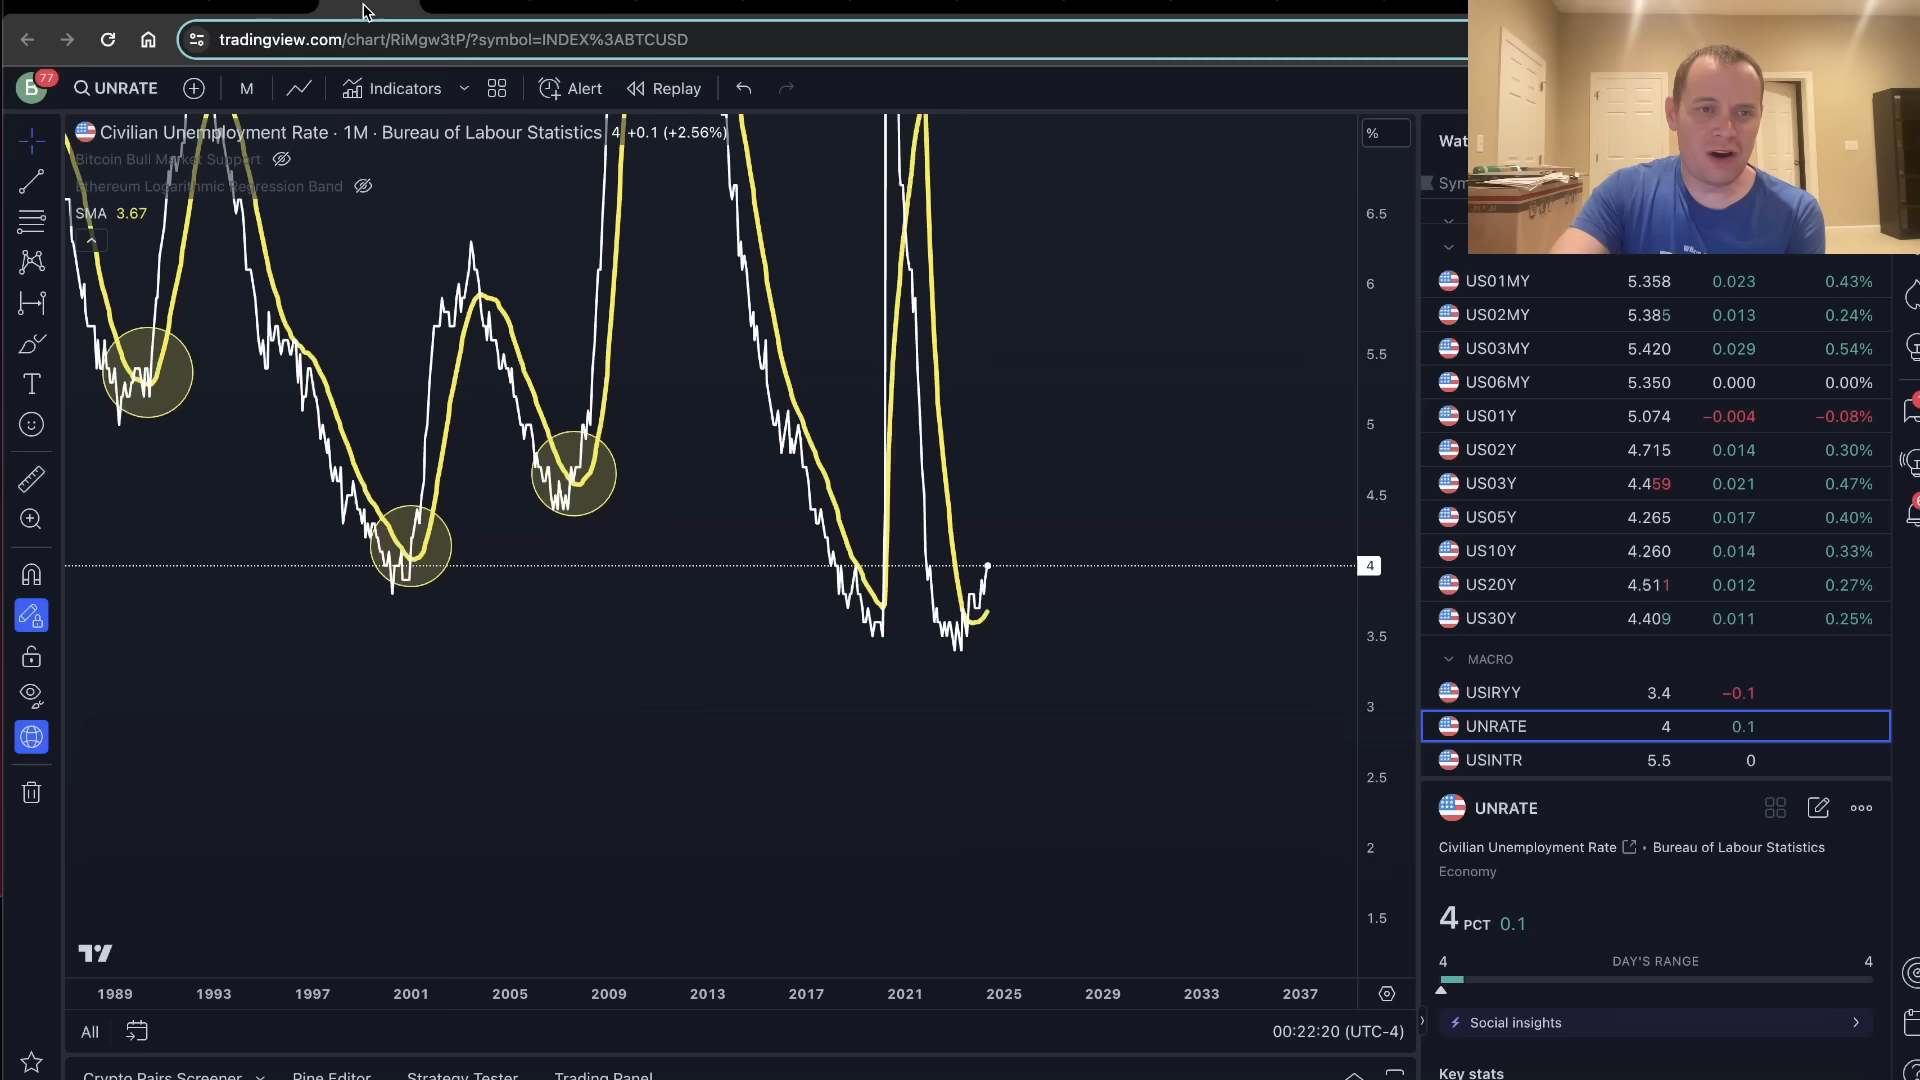 tradingview.com/chart/RiMgw3tP/?symbol=INDEX%3ABTCUSD
B 77 UNRATE M Indicators Alert Replay
Civilian Unemployment Rate · 1M · Bureau of Labour Statistics 4 +0.1 (+2.56%)
Bitcoin Bull Market Support
Ethereum Logarithmic Regression Band
SMA 3.67
%
6.5
6
5.5
5
4.5
4
3.5
3
2.5
2
1.5
1989 1993 1997 2001 2005 2009 2013 2017 2021 2025 2029 2033 2037
All 00:22:20 (UTC-4)
Crypto Pairs Screener Pine Editor Strategy Tester Trading Panel
Wat
Sym
US01MY 5.358 0.023 0.43%
US02MY 5.385 0.013 0.24%
US03MY 5.420 0.029 0.54%
US06MY 5.350 0.000 0.00%
US01Y 5.074 −0.004 −0.08%
US02Y 4.715 0.014 0.30%
US03Y 4.459 0.021 0.47%
US05Y 4.265 0.017 0.40%
US10Y 4.260 0.014 0.33%
US20Y 4.511 0.012 0.27%
US30Y 4.409 0.011 0.25%
MACRO
USIRYY 3.4 −0.1
UNRATE 4 0.1
USINTR 5.5 0
UNRATE
Civilian Unemployment Rate • Bureau of Labour Statistics
Economy
4 PCT 0.1
4 DAY'S RANGE 4
Social insights
Key stats